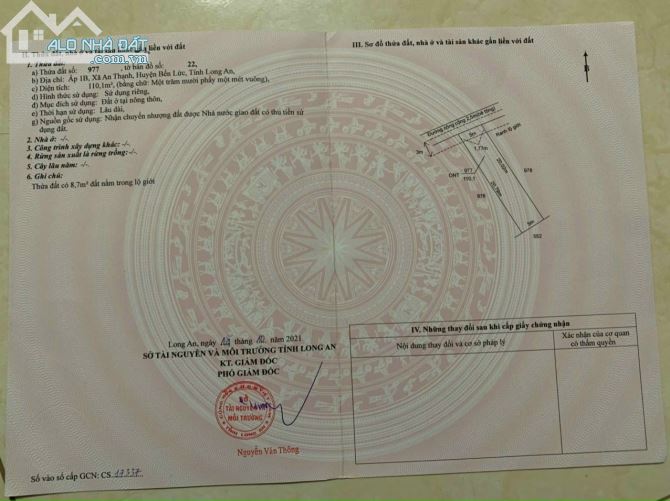 ALO NHÀ ĐẤT
.com.vn
II. Thửa đất, nhà ở và tài sản khác gắn liền với đất
1. Thửa đất:
a) Thửa đất số: 977, tờ bản đồ số: 22,
b) Địa chỉ: Ấp 1B, Xã An Thạnh, Huyện Bến Lức, Tỉnh Long An,
c) Diện tích: 110,1m², (bằng chữ: Một trăm mười phẩy một mét vuông),
d) Hình thức sử dụng: Sử dụng riêng,
đ) Mục đích sử dụng: Đất ở tại nông thôn,
e) Thời hạn sử dụng: Lâu dài,
g) Nguồn gốc sử dụng: Nhận chuyển nhượng đất được Nhà nước giao đất có thu tiền sử
dụng đất.
2. Nhà ở: -/-.
3. Công trình xây dựng khác: -/-.
4. Rừng sản xuất là rừng trồng: -/-.
5. Cây lâu năm: -/-.
6. Ghi chú:
Thửa đất có 8,7m² đất nằm trong lộ giới
Long An, ngày tháng năm 2021
SỞ TÀI NGUYÊN VÀ MÔI TRƯỜNG TỈNH LONG AN
KT. GIÁM ĐỐC
PHÓ GIÁM ĐỐC
SỞ
TÀI NGUYÊN VÀ
MÔI TRƯỜNG
TỈNH LONG AN
Nguyễn Văn Thông
Số vào sổ cấp GCN: CS 17337
III. Sơ đồ thửa đất, nhà ở và tài sản khác gắn liền với đất
B
Đường công cộng
Ranh lộ giới
3m
5m
1,77m
ONT 977
110,1
20,00m
20,79m
978
976
5m
552
IV. Những thay đổi sau khi cấp giấy chứng nhận
Nội dung thay đổi và cơ sở pháp lý
Xác nhận của cơ quan
có thẩm quyền